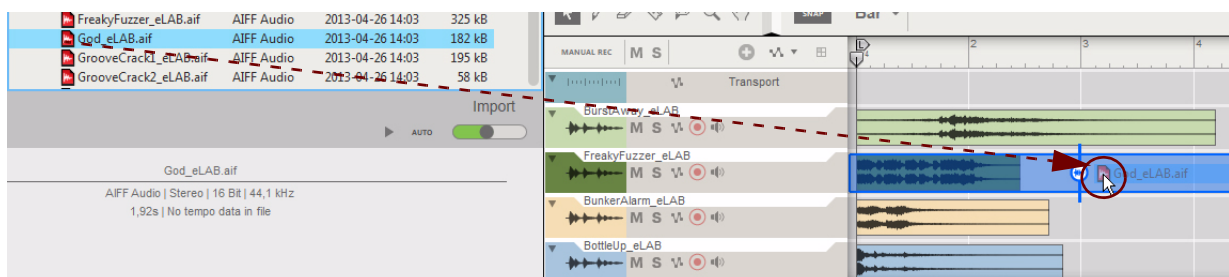 FreakyFuzzer_eLAB.aif AIFF Audio 2013-04-26 14:03 325 kB
God_eLAB.aif AIFF Audio 2013-04-26 14:03 182 kB
GrooveCrack1_eLAB.aif AIFF Audio 2013-04-26 14:03 195 kB
GrooveCrack2_eLAB.aif AIFF Audio 2013-04-26 14:03 58 kB
Import
AUTO
God_eLAB.aif
AIFF Audio | Stereo | 16 Bit | 44,1 kHz
1,92s | No tempo data in file
SNAP Bar
MANUAL REC M S
L 2 3 4
Transport
BurstAway_eLAB
M S
FreakyFuzzer_eLAB
M S
God_eLAB.aif
BunkerAlarm_eLAB
M S
BottleUp_eLAB
M S